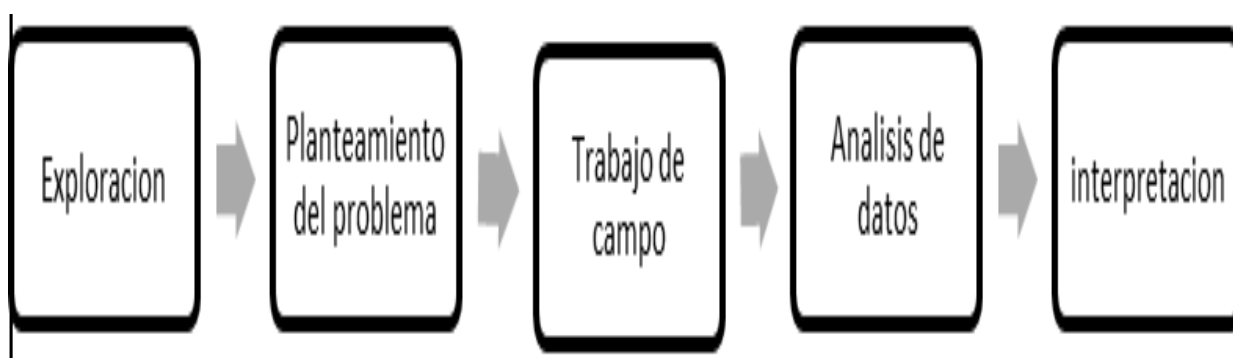 Exploracion
Planteamiento
del problema
Trabajo de
campo
Analisis de
datos
interpretacion